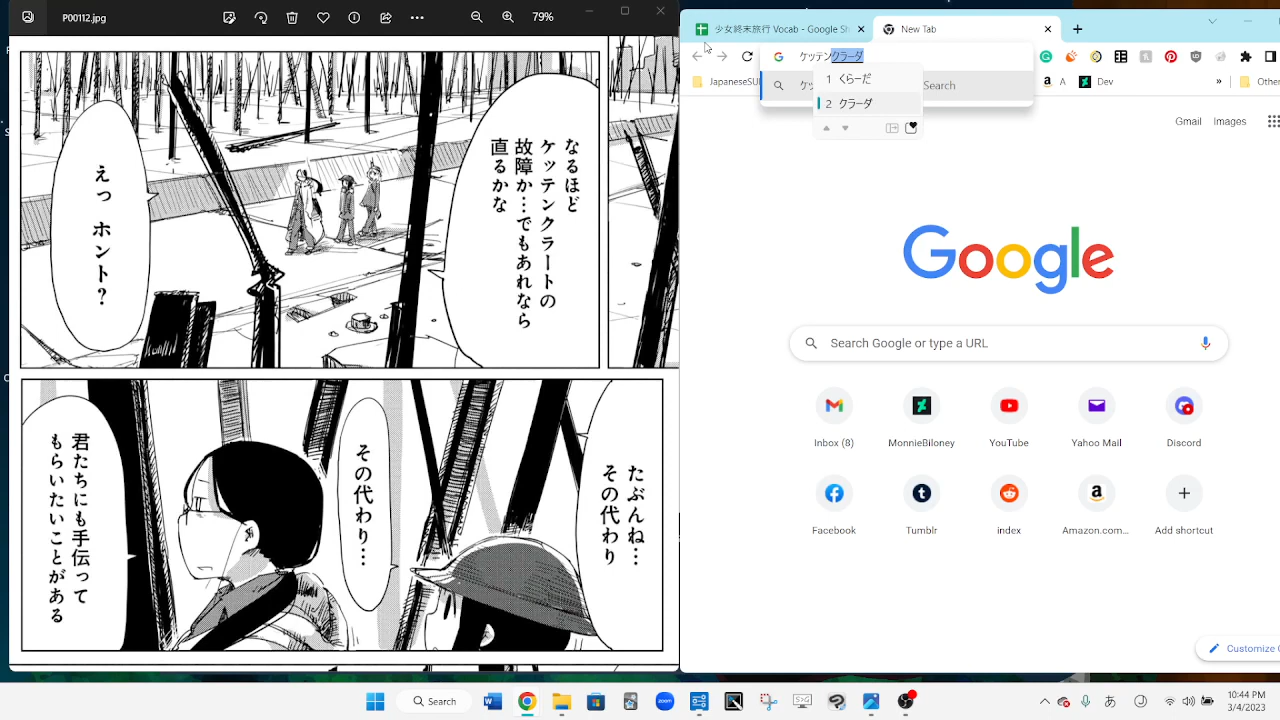 P00112.jp
79%
なるほど
ケッテンクラートの
故障か…でもあれなら
直るかな
えっ ホント？
たぶんね…
その代わり
その代わり…
君たちにも手伝って
もらいたいことがある
少女終末旅行 Vocab - Google Sh
New Tab
ケッテンクラーダ
ケッ
Search
1 くらーだ
2 クラーダ
JapaneseSU
A
Dev
»
Other
Gmail
Images
Google
Search Google or type a URL
Inbox (8)
MonnieBiloney
YouTube
Yahoo Mail
Discord
Facebook
Tumblr
index
Amazon.com...
Add shortcut
Customize C
Search
あ
10:44 PM
3/4/2023